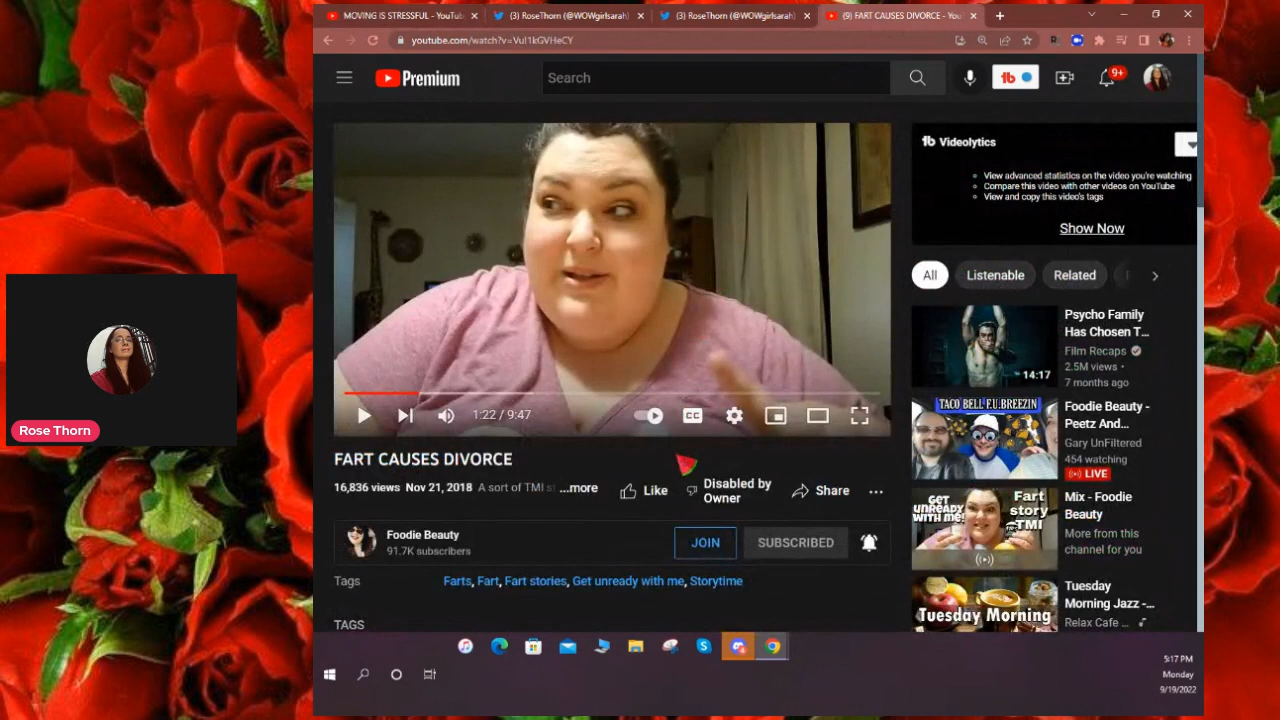 MOVING IS STRESSFUL - YouTub
(3) RoseThorn (@WOWgirlsarah)
(3) RoseThorn (@WOWgirlsarah)
(9) FART CAUSES DIVORCE - You
youtube.com/watch?v=Vul1kGVHeCY
Premium
Search
9+
Videolytics
View advanced statistics on the video you're watching
Compare this video with other videos on YouTube
View and copy this video's tags
Show Now
All
Listenable
Related
Psycho Family
Has Chosen T...
Film Recaps
2.5M views •
7 months ago
14:17
TACO BELL F.U.BREEZIN
Foodie Beauty -
Peetz And...
Gary UnFiltered
454 watching
LIVE
GET
UNREADY
WITH ME!
Fart
story
TMI
Mix - Foodie
Beauty
More from this
channel for you
Tuesday Morning
Tuesday
Morning Jazz -...
Relax Cafe ...
1:22 / 9:47
CC
FART CAUSES DIVORCE
16,836 views Nov 21, 2018 A sort of TMI st ...more
Like
Disabled by
Owner
Share
Foodie Beauty
91.7K subscribers
JOIN
SUBSCRIBED
Tags
Farts, Fart, Fart stories, Get unready with me, Storytime
TAGS
Rose Thorn
5:17 PM
Monday
9/19/2022